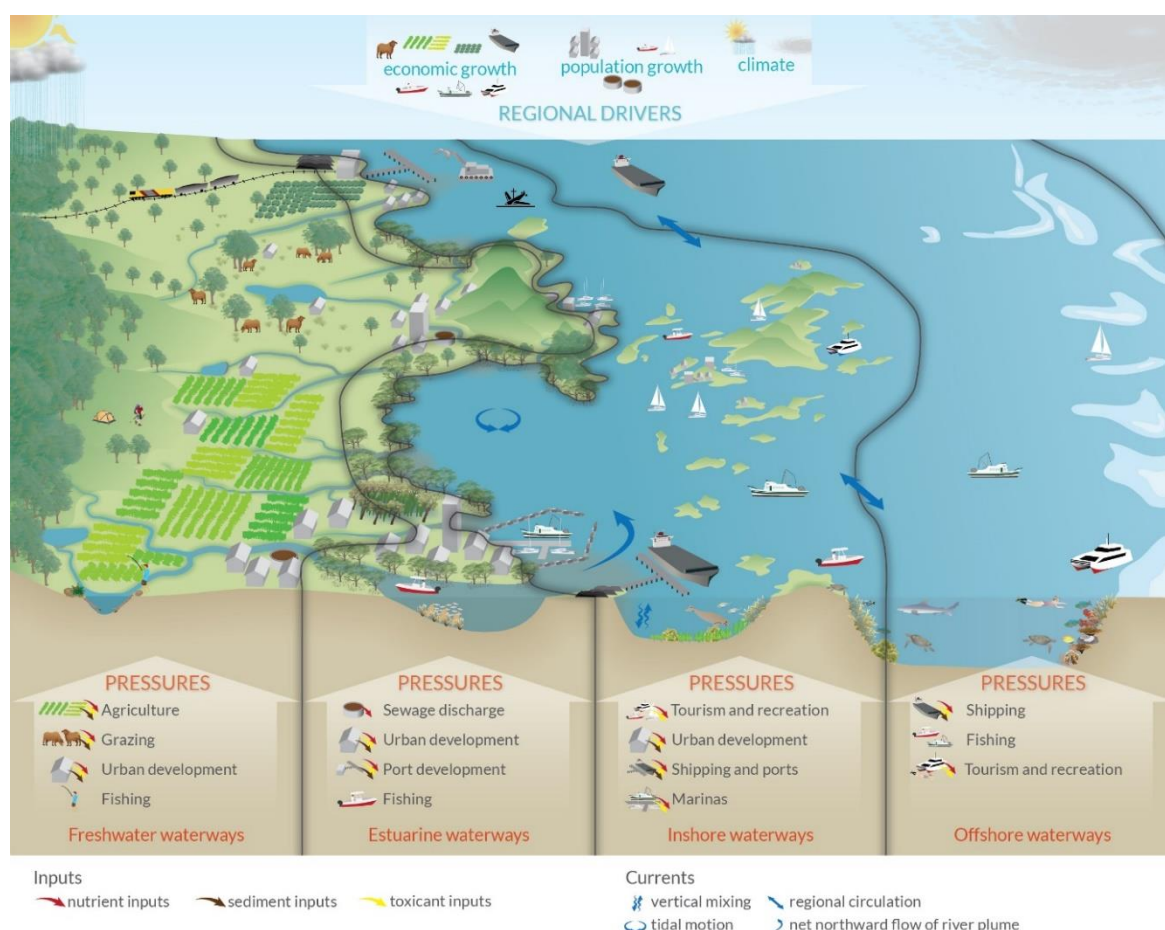 economic growth
population growth
climate
REGIONAL DRIVERS
PRESSURES
Agriculture
Grazing
Urban development
Fishing
Freshwater waterways
PRESSURES
Sewage discharge
Urban development
Port development
Fishing
Estuarine waterways
PRESSURES
Tourism and recreation
Urban development
Shipping and ports
Marinas
Inshore waterways
PRESSURES
Shipping
Fishing
Tourism and recreation
Offshore waterways
Inputs
nutrient inputs
sediment inputs
toxicant inputs
Currents
vertical mixing
regional circulation
tidal motion
net northward flow of river plume